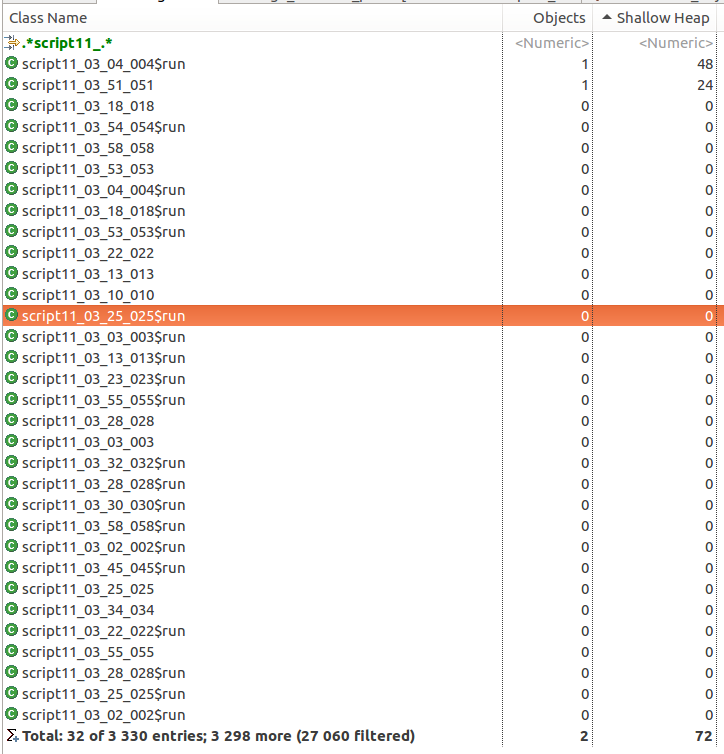 Class Name Objects Shallow Heap
.*script11_.* <Numeric> <Numeric>
script11_03_04_004$run 1 48
script11_03_51_051 1 24
script11_03_18_018 0 0
script11_03_54_054$run 0 0
script11_03_58_058 0 0
script11_03_53_053 0 0
script11_03_04_004$run 0 0
script11_03_18_018$run 0 0
script11_03_53_053$run 0 0
script11_03_22_022 0 0
script11_03_13_013 0 0
script11_03_10_010 0 0
script11_03_25_025$run 0 0
script11_03_03_003$run 0 0
script11_03_13_013$run 0 0
script11_03_23_023$run 0 0
script11_03_55_055$run 0 0
script11_03_28_028 0 0
script11_03_03_003 0 0
script11_03_32_032$run 0 0
script11_03_28_028$run 0 0
script11_03_30_030$run 0 0
script11_03_58_058$run 0 0
script11_03_02_002$run 0 0
script11_03_45_045$run 0 0
script11_03_25_025 0 0
script11_03_34_034 0 0
script11_03_22_022$run 0 0
script11_03_55_055 0 0
script11_03_28_028$run 0 0
script11_03_25_025$run 0 0
script11_03_02_002$run 0 0
Total: 32 of 3 330 entries; 3 298 more (27 060 filtered) 2 72